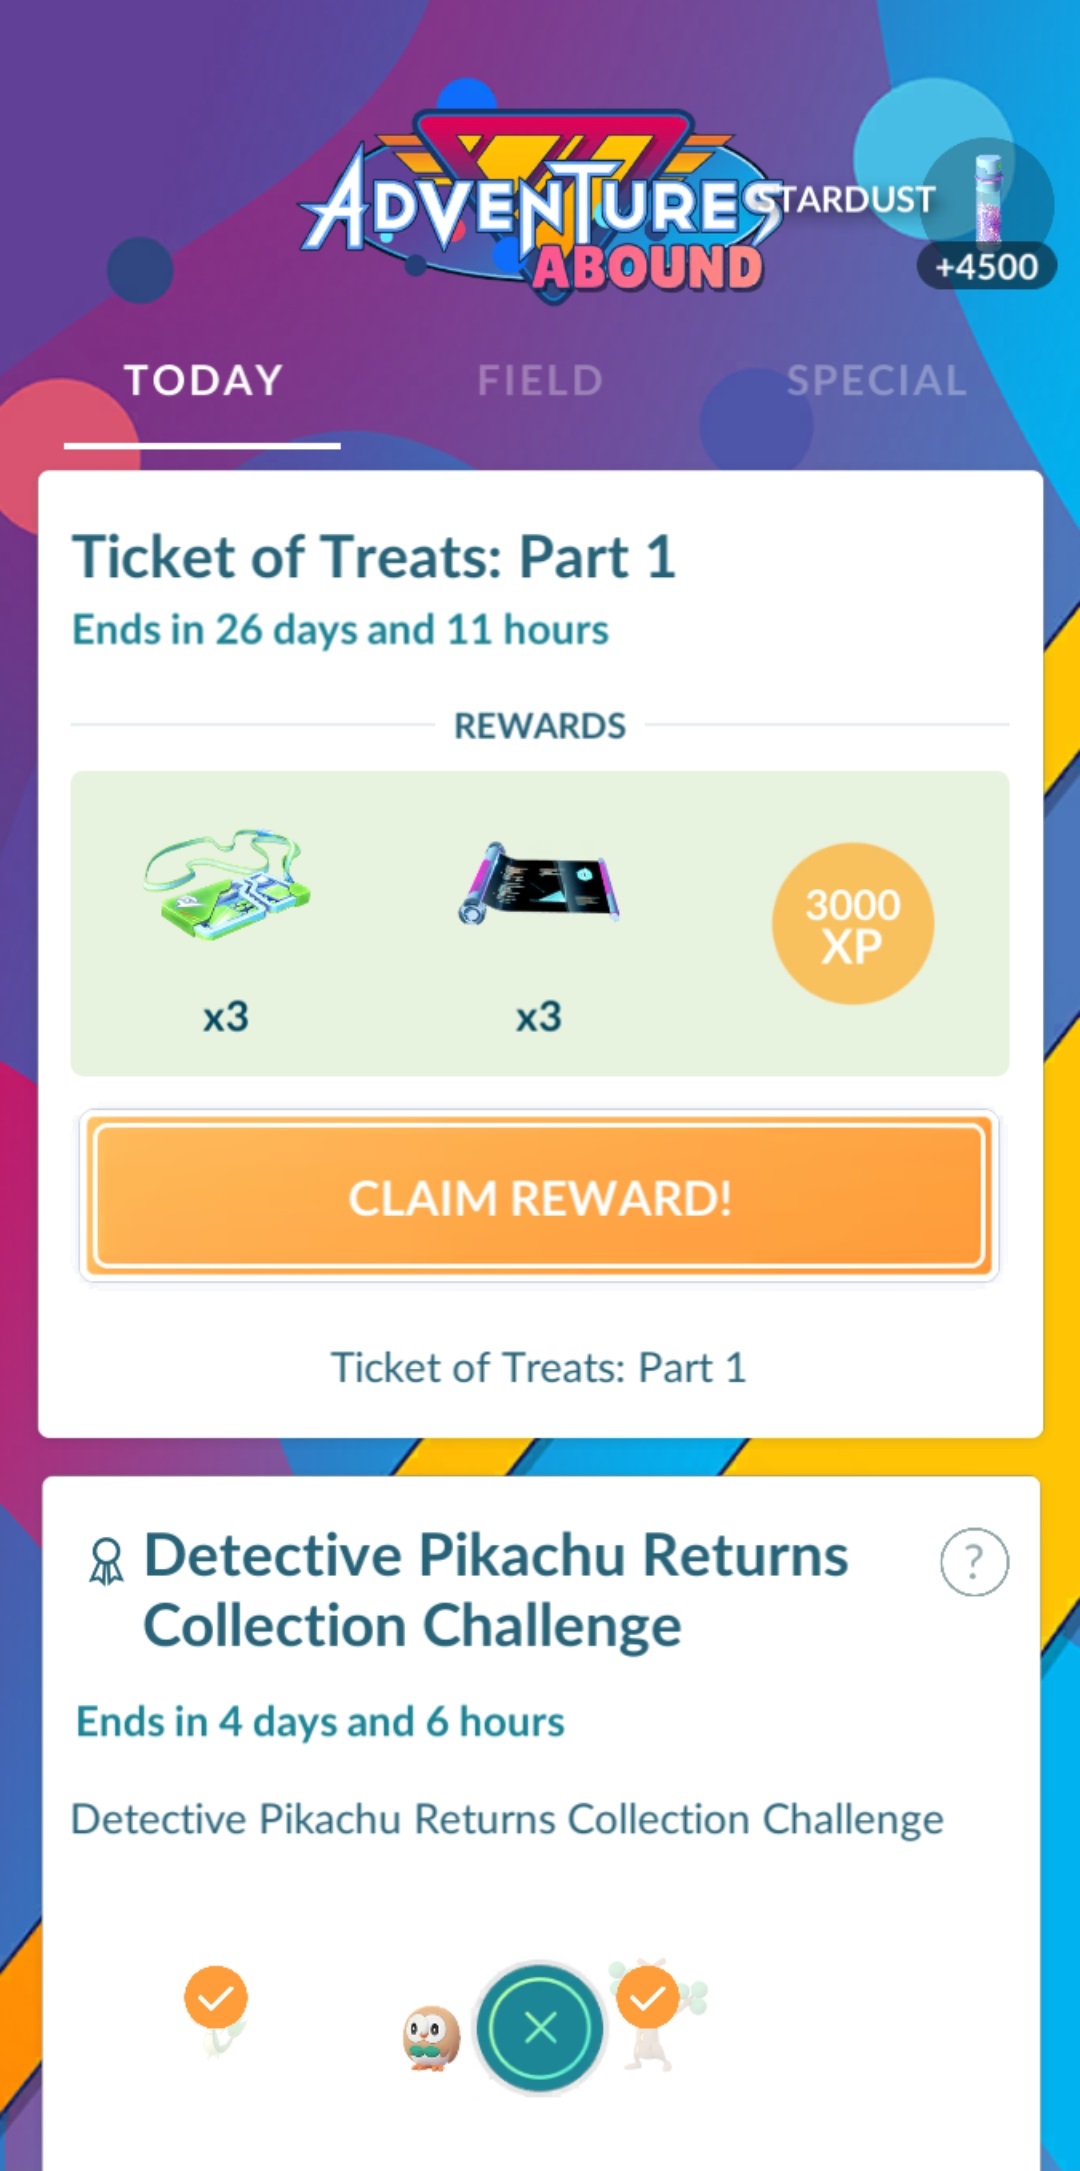 ADVENTURES
ABOUND
STARDUST
+4500
TODAY
FIELD
SPECIAL
Ticket of Treats: Part 1
Ends in 26 days and 11 hours
REWARDS
3000
XP
x3
x3
CLAIM REWARD!
Ticket of Treats: Part 1
Detective Pikachu Returns
Collection Challenge
?
Ends in 4 days and 6 hours
Detective Pikachu Returns Collection Challenge